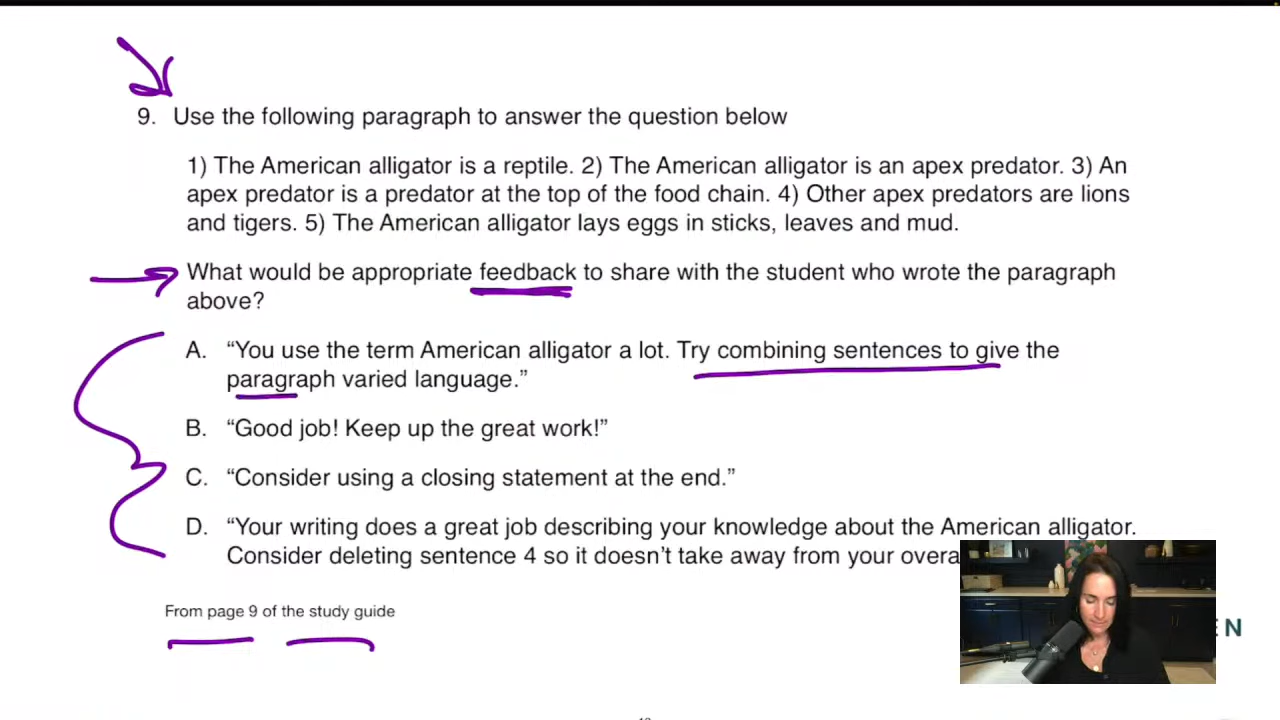 9. Use the following paragraph to answer the question below
1) The American alligator is a reptile. 2) The American alligator is an apex predator. 3) An
apex predator is a predator at the top of the food chain. 4) Other apex predators are lions
and tigers. 5) The American alligator lays eggs in sticks, leaves and mud.
What would be appropriate feedback to share with the student who wrote the paragraph
above?
A. “You use the term American alligator a lot. Try combining sentences to give the
paragraph varied language.”
B. “Good job! Keep up the great work!”
C. “Consider using a closing statement at the end.”
D. “Your writing does a great job describing your knowledge about the American alligator.
Consider deleting sentence 4 so it doesn’t take away from your overa
From page 9 of the study guide
EN